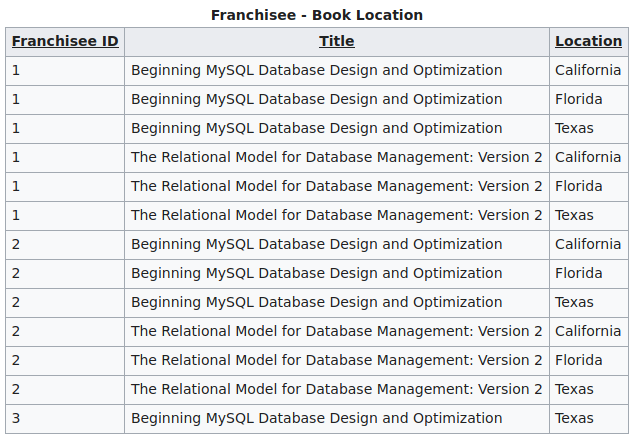 Franchisee - Book Location
Franchisee ID Title Location
1 Beginning MySQL Database Design and Optimization California
1 Beginning MySQL Database Design and Optimization Florida
1 Beginning MySQL Database Design and Optimization Texas
1 The Relational Model for Database Management: Version 2 California
1 The Relational Model for Database Management: Version 2 Florida
1 The Relational Model for Database Management: Version 2 Texas
2 Beginning MySQL Database Design and Optimization California
2 Beginning MySQL Database Design and Optimization Florida
2 Beginning MySQL Database Design and Optimization Texas
2 The Relational Model for Database Management: Version 2 California
2 The Relational Model for Database Management: Version 2 Florida
2 The Relational Model for Database Management: Version 2 Texas
3 Beginning MySQL Database Design and Optimization Texas